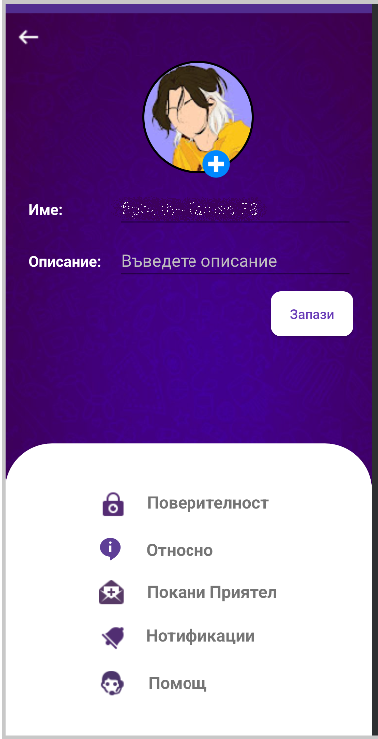 Име:
Описание: Въведете описание
Запази
Поверителност
Относно
Покани Приятел
Нотификации
Помощ